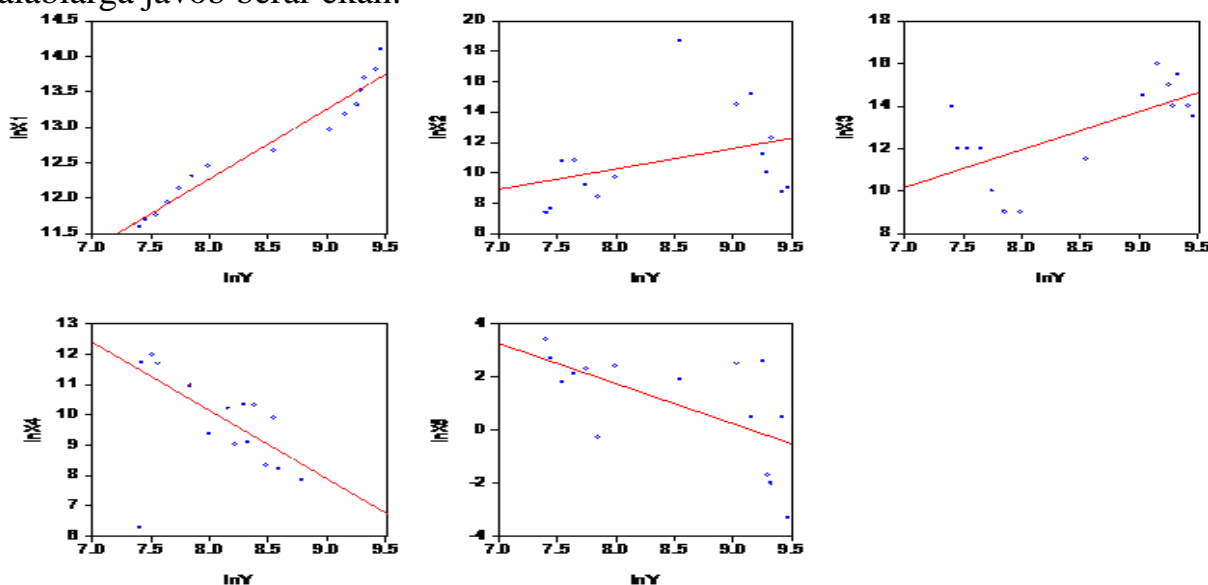 talablarga javob berar ekan.
14.5 14.0 13.5 13.0 12.5 12.0 11.5
lnX1
7.0 7.5 8.0 8.5 9.0 9.5
lnY
20 18 16 14 12 10 8 6
lnX2
7.0 7.5 8.0 8.5 9.0 9.5
lnY
18 16 14 12 10 8
lnX3
7.0 7.5 8.0 8.5 9.0 9.5
lnY
13 12 11 10 9 8 7 6
lnX4
7.0 7.5 8.0 8.5 9.0 9.5
lnY
4 2 0 -2 -4
lnX5
7.0 7.5 8.0 8.5 9.0 9.5
lnY